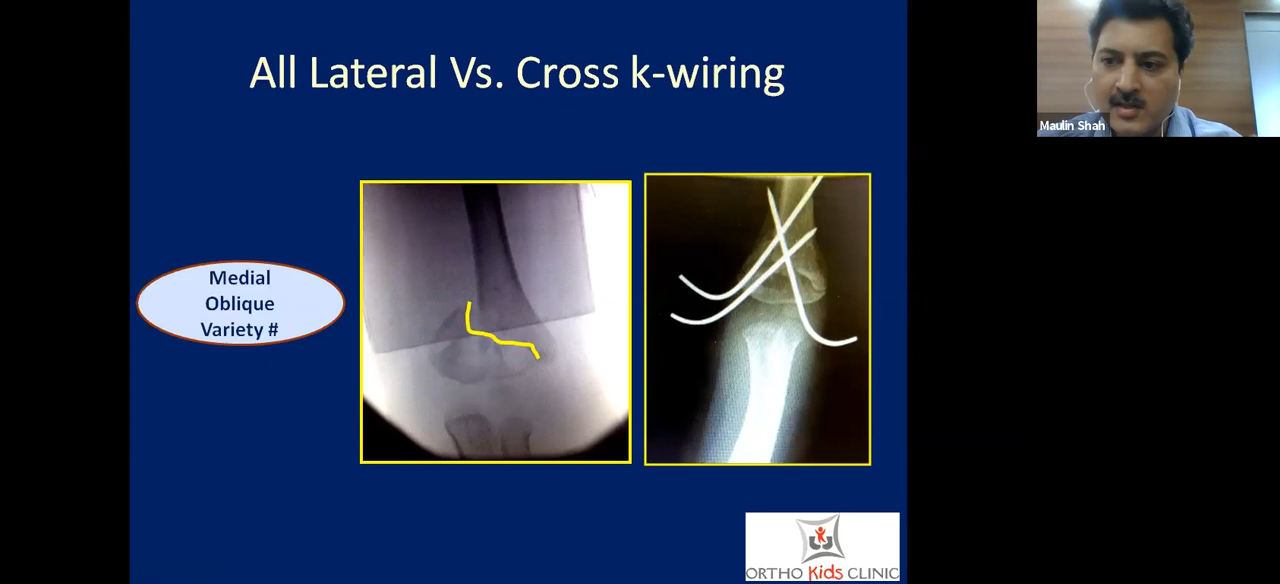 All Lateral Vs. Cross k-wiring
Maulin Shah
Medial
Oblique
Variety #
ORTHO Kids CLINIC